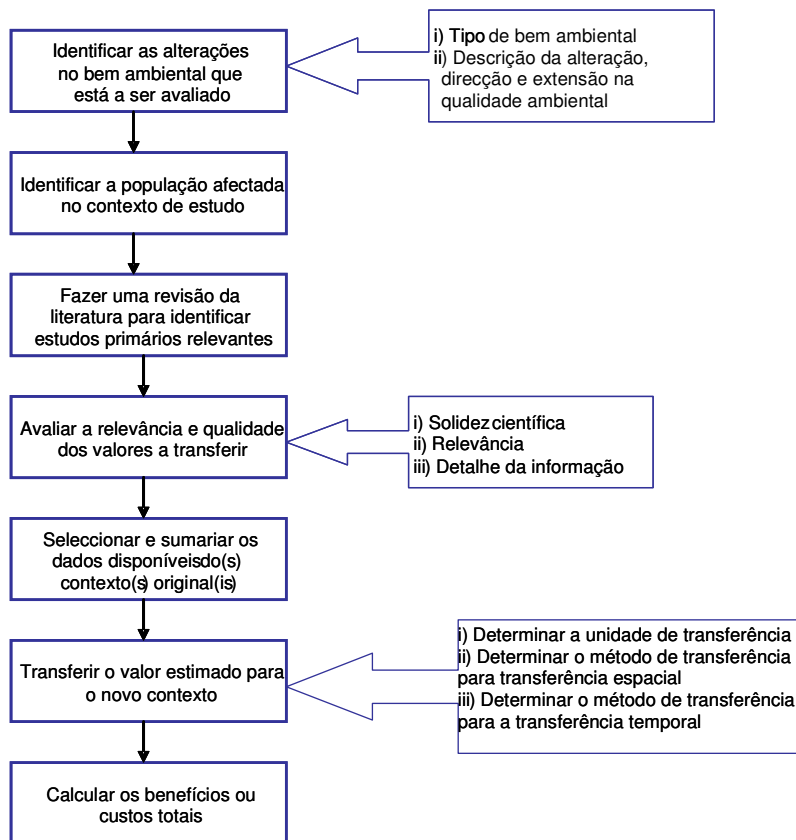 Identificar as alterações
no bem ambiental que
está a ser avaliado
i) Tipo de bem ambiental
ii) Descrição da alteração,
direcção e extensão na
qualidade ambiental
Identificar a população afectada
no contexto de estudo
Fazer uma revisão da
literatura para identificar
estudos primários relevantes
Avaliar a relevância e qualidade
dos valores a transferir
i) Solidez científica
ii) Relevância
iii) Detalhe da informação
Seleccionar e sumariar os
dados disponíveisdo(s)
contexto(s) original(is)
Transferir o valor estimado para
o novo contexto
i) Determinar a unidade de transferência
ii) Determinar o método de transferência
para transferência espacial
iii) Determinar o método de transferência
para a transferência temporal
Calcular os benefícios ou
custos totais